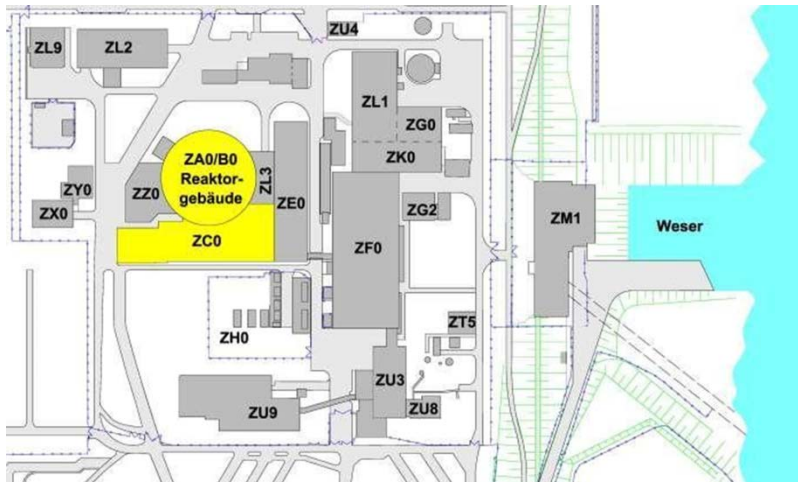 ZU4
ZL9
ZL2
ZL1
ZG0
ZK0
ZA0/B0
Reaktor-
gebäude
ZL3
ZE0
ZZ0
ZY0
ZX0
ZC0
ZG2
ZF0
ZM1
Weser
ZH0
ZT5
ZU3
ZU8
ZU9